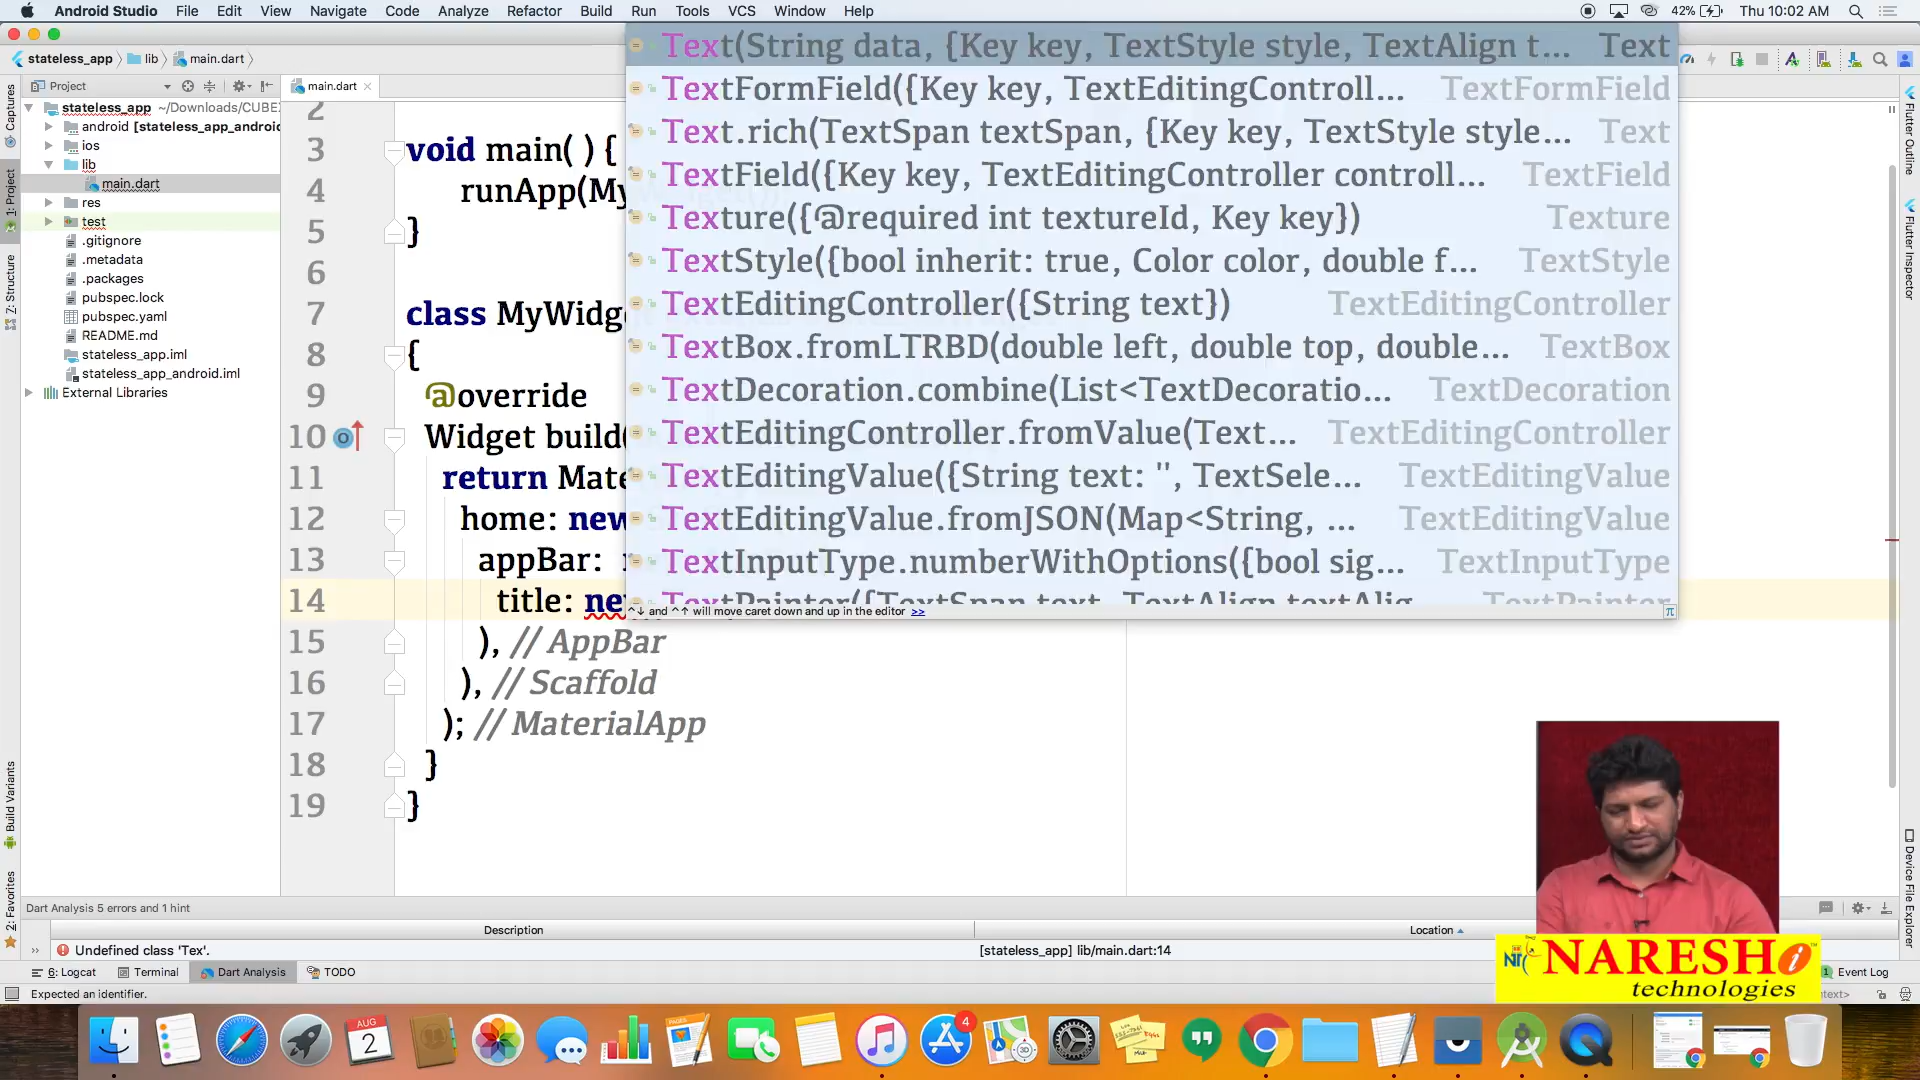 Android Studio File Edit View Navigate Code Analyze Refactor Build Run Tools VCS Window Help 42% Thu 10:02 AM
stateless_app lib main.dart
Project main.dart
stateless_app ~/Downloads/CUBE
android [stateless_app_android
ios
lib
main.dart
res
test
.gitignore
.metadata
.packages
pubspec.lock
pubspec.yaml
README.md
stateless_app.iml
stateless_app_android.iml
External Libraries
Captures
1: Project
Z: Structure
Build Variants
2: Favorites
2
3 void main( ) {
4 runApp(My
5 }
6
7 class MyWidg
8 {
9 @override
10 Widget build(
11 return Mate
12 home: new
13 appBar:
14 title: ne
15 ), // AppBar
16 ), // Scaffold
17 ); // MaterialApp
18 }
19 }
Text(String data, {Key key, TextStyle style, TextAlign t... Text
TextFormField({Key key, TextEditingControll... TextFormField
Text.rich(TextSpan textSpan, {Key key, TextStyle style... Text
TextField({Key key, TextEditingController controll... TextField
Texture({@required int textureId, Key key}) Texture
TextStyle({bool inherit: true, Color color, double f... TextStyle
TextEditingController({String text}) TextEditingController
TextBox.fromLTRBD(double left, double top, double... TextBox
TextDecoration.combine(List<TextDecoratio... TextDecoration
TextEditingController.fromValue(Text... TextEditingController
TextEditingValue({String text: '', TextSele... TextEditingValue
TextEditingValue.fromJSON(Map<String, ... TextEditingValue
TextInputType.numberWithOptions({bool sig... TextInputType
TextPainter({TextSpan text, TextAlign textAlig... TextPainter
^↓ and ^↑ will move caret down and up in the editor >>
π
Flutter Outline
Flutter Inspector
Device File Explorer
Dart Analysis 5 errors and 1 hint
Description Location
Undefined class 'Tex'. [stateless_app] lib/main.dart:14
6: Logcat Terminal Dart Analysis TODO 1 Event Log
Expected an identifier.
NARESH i
technologies
AUG
2
4